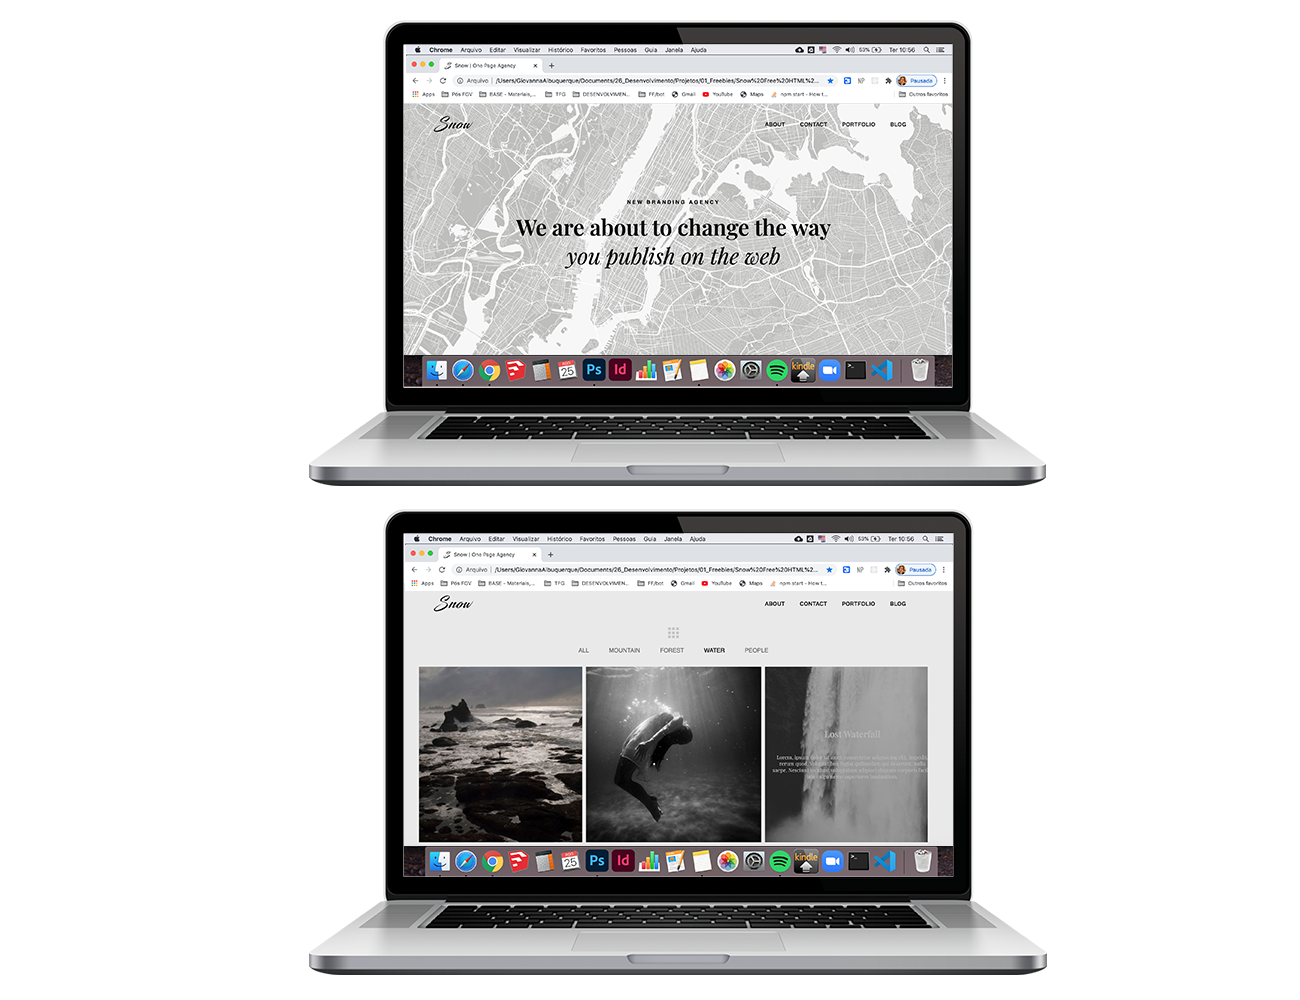 Chrome Arquivo Editar Visualizar Histórico Favoritos Pessoas Guia Janela Ajuda 53% Ter 10:56
Snow | One Page Agency
Arquivo /Users/GiovannaAlbuquerque/Documents/26_Desenvolvimento/Projetos/01_Freebies/Snow%20Free%20HTML%2... NP Pausada
Apps Pós FGV BASE - Materiais,... TFG DESENVOLVIMEN... FF/bot Gmail YouTube Maps npm start - How t... Outros favoritos
Snow ABOUT CONTACT PORTFOLIO BLOG
NEW BRANDING AGENCY
We are about to change the way
you publish on the web
25 Ps Id kindle
Chrome Arquivo Editar Visualizar Histórico Favoritos Pessoas Guia Janela Ajuda 53% Ter 10:56
Snow | One Page Agency
Arquivo /Users/GiovannaAlbuquerque/Documents/26_Desenvolvimento/Projetos/01_Freebies/Snow%20Free%20HTML%2... NP Pausada
Apps Pós FGV BASE - Materiais,... TFG DESENVOLVIMEN... FF/bot Gmail YouTube Maps npm start - How t... Outros favoritos
Snow ABOUT CONTACT PORTFOLIO BLOG
ALL MOUNTAIN FOREST WATER PEOPLE
Lost Waterfall
Lorem, ipsum
25 Ps Id kindle